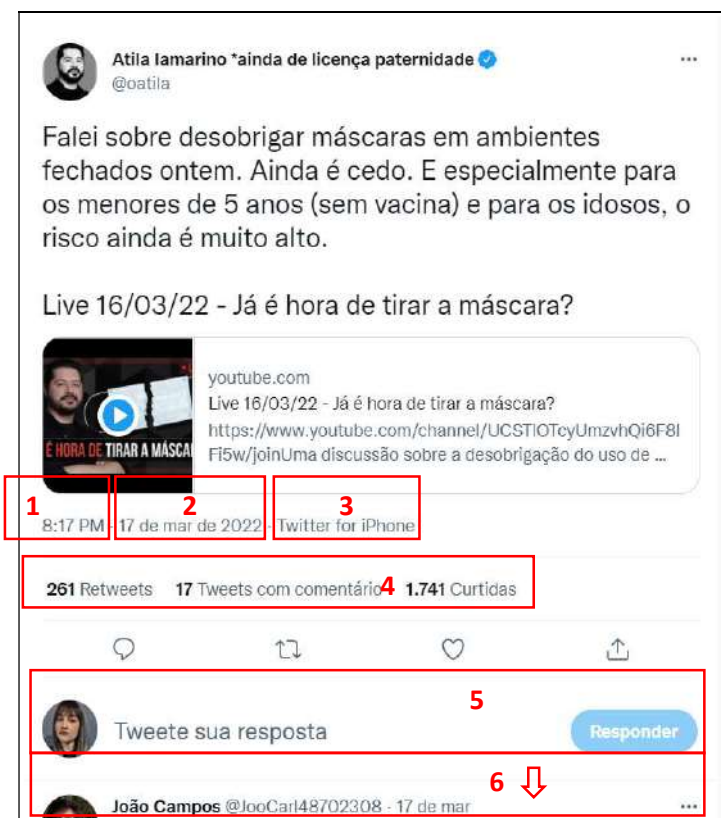 Atila Iamarino *ainda de licença paternidade
@oatila
Falei sobre desobrigar máscaras em ambientes
fechados ontem. Ainda é cedo. E especialmente para
os menores de 5 anos (sem vacina) e para os idosos, o
risco ainda é muito alto.
Live 16/03/22 - Já é hora de tirar a máscara?
É HORA DE TIRAR A MÁSCA
youtube.com
Live 16/03/22 - Já é hora de tirar a máscara?
https://www.youtube.com/channel/UCSTlOTcyUmzvhQi6F8l
Fi5w/joinUma discussão sobre a desobrigação do uso de ...
1 2 3
8:17 PM · 17 de mar de 2022 · Twitter for iPhone
261 Retweets 17 Tweets com comentário 4 1.741 Curtidas
5
Tweete sua resposta Responder
6
João Campos @JooCarl48702308 · 17 de mar